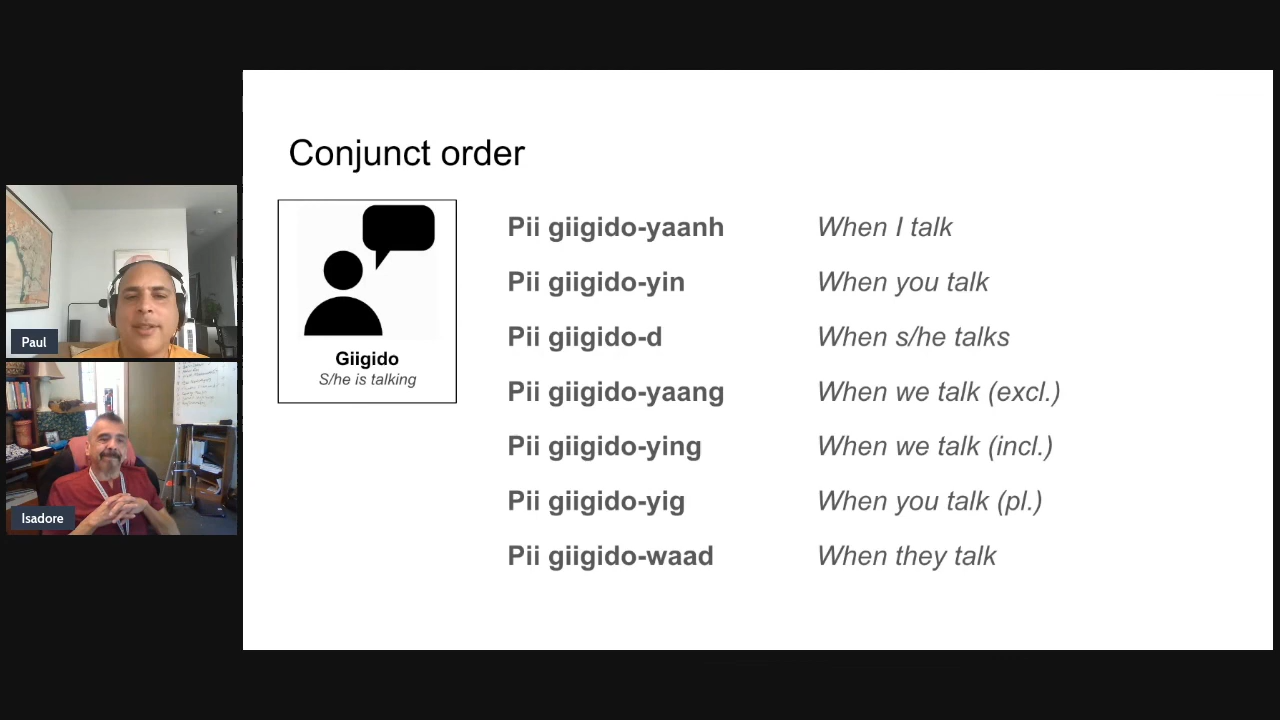 Conjunct order
Giigido
S/he is talking
Pii giigido-yaanh When I talk
Pii giigido-yin When you talk
Pii giigido-d When s/he talks
Pii giigido-yaang When we talk (excl.)
Pii giigido-ying When we talk (incl.)
Pii giigido-yig When you talk (pl.)
Pii giigido-waad When they talk
Paul
Isadore